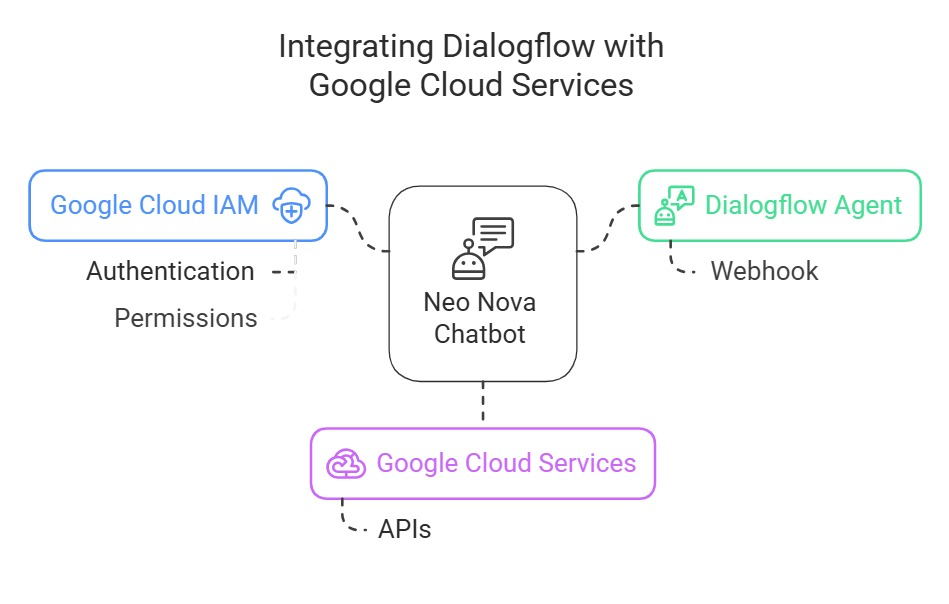 Integrating Dialogflow with
Google Cloud Services
Google Cloud IAM
Authentication
Permissions
Neo Nova
Chatbot
A
Dialogflow Agent
Webhook
Google Cloud Services
APIs